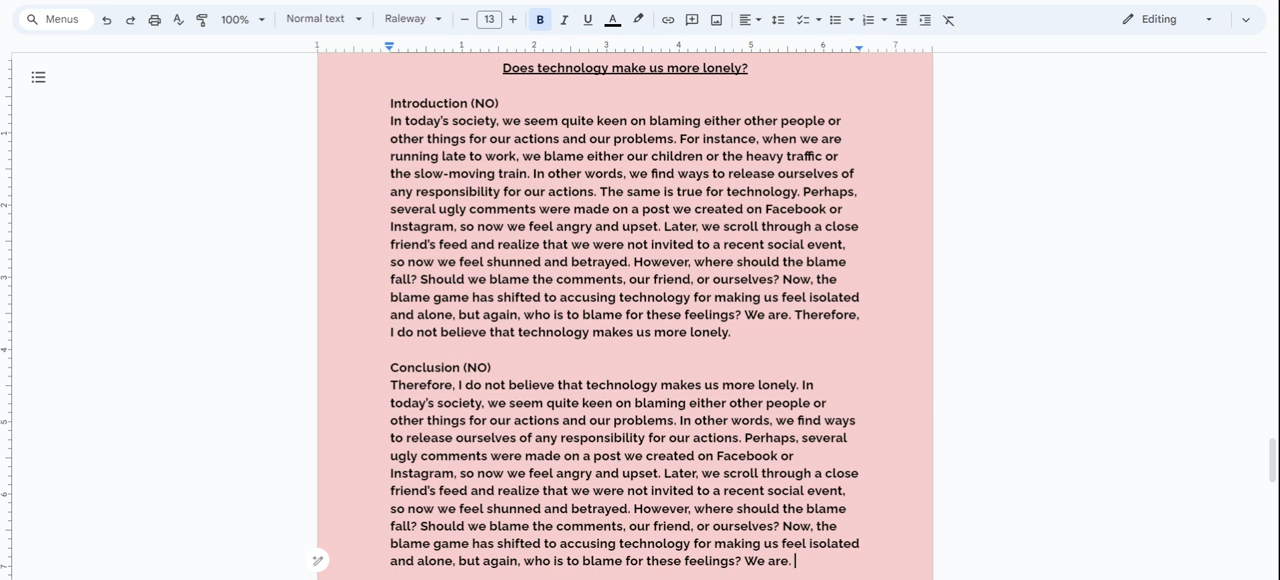 Menus
100%
Normal text
Raleway
13
B
I
U
A
Editing
1 1 2 3 4 5 6 7
1
2
3
4
5
6
7
Does technology make us more lonely?
Introduction (NO)
In today's society, we seem quite keen on blaming either other people or
other things for our actions and our problems. For instance, when we are
running late to work, we blame either our children or the heavy traffic or
the slow-moving train. In other words, we find ways to release ourselves of
any responsibility for our actions. The same is true for technology. Perhaps,
several ugly comments were made on a post we created on Facebook or
Instagram, so now we feel angry and upset. Later, we scroll through a close
friend's feed and realize that we were not invited to a recent social event,
so now we feel shunned and betrayed. However, where should the blame
fall? Should we blame the comments, our friend, or ourselves? Now, the
blame game has shifted to accusing technology for making us feel isolated
and alone, but again, who is to blame for these feelings? We are. Therefore,
I do not believe that technology makes us more lonely.
Conclusion (NO)
Therefore, I do not believe that technology makes us more lonely. In
today's society, we seem quite keen on blaming either other people or
other things for our actions and our problems. In other words, we find ways
to release ourselves of any responsibility for our actions. Perhaps, several
ugly comments were made on a post we created on Facebook or
Instagram, so now we feel angry and upset. Later, we scroll through a close
friend's feed and realize that we were not invited to a recent social event,
so now we feel shunned and betrayed. However, where should the blame
fall? Should we blame the comments, our friend, or ourselves? Now, the
blame game has shifted to accusing technology for making us feel isolated
and alone, but again, who is to blame for these feelings? We are.